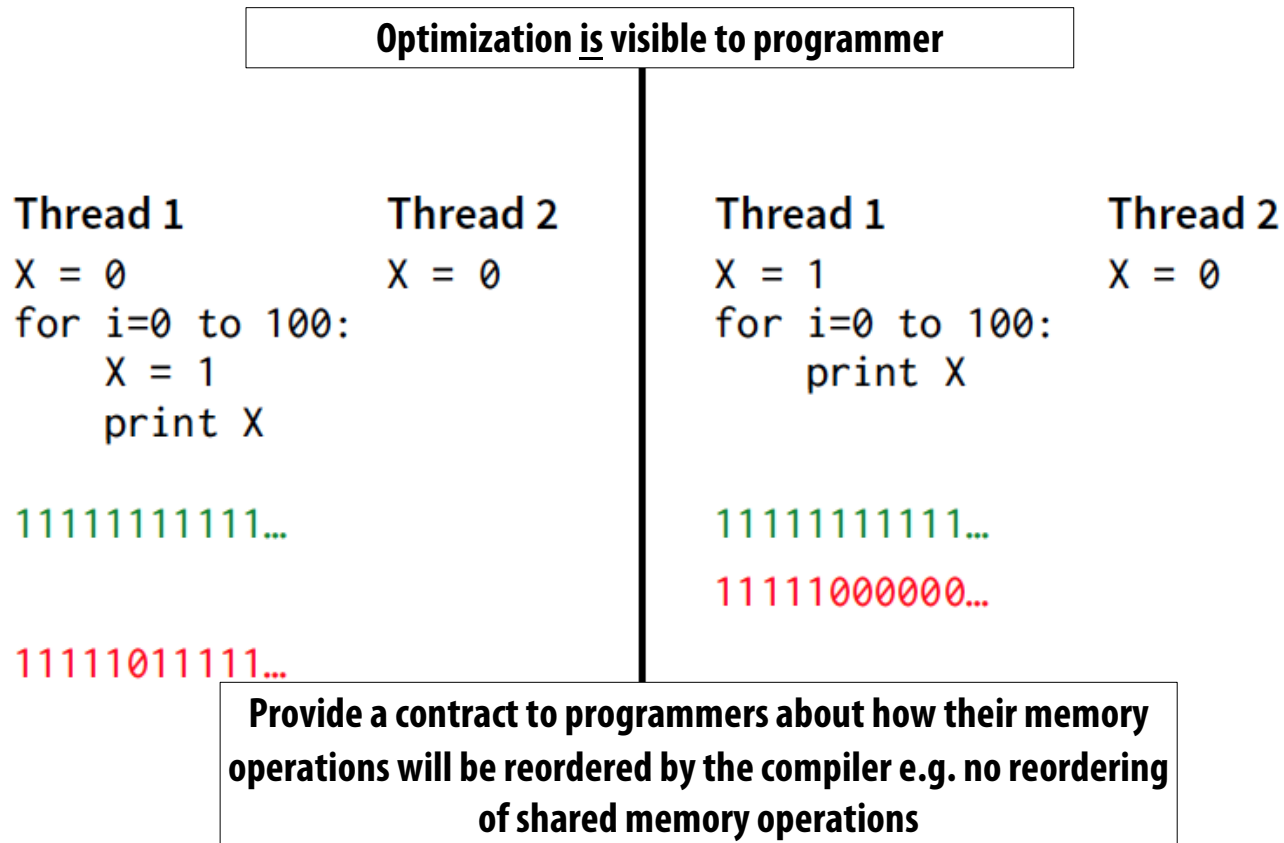 Optimization is visible to programmer
Thread 1
X = 0
for i=0 to 100:
    X = 1
    print X
Thread 2
X = 0
11111111111…
11111011111…
Thread 1
X = 1
for i=0 to 100:
    print X
Thread 2
X = 0
11111111111…
11111000000…
Provide a contract to programmers about how their memory
operations will be reordered by the compiler e.g. no reordering
of shared memory operations